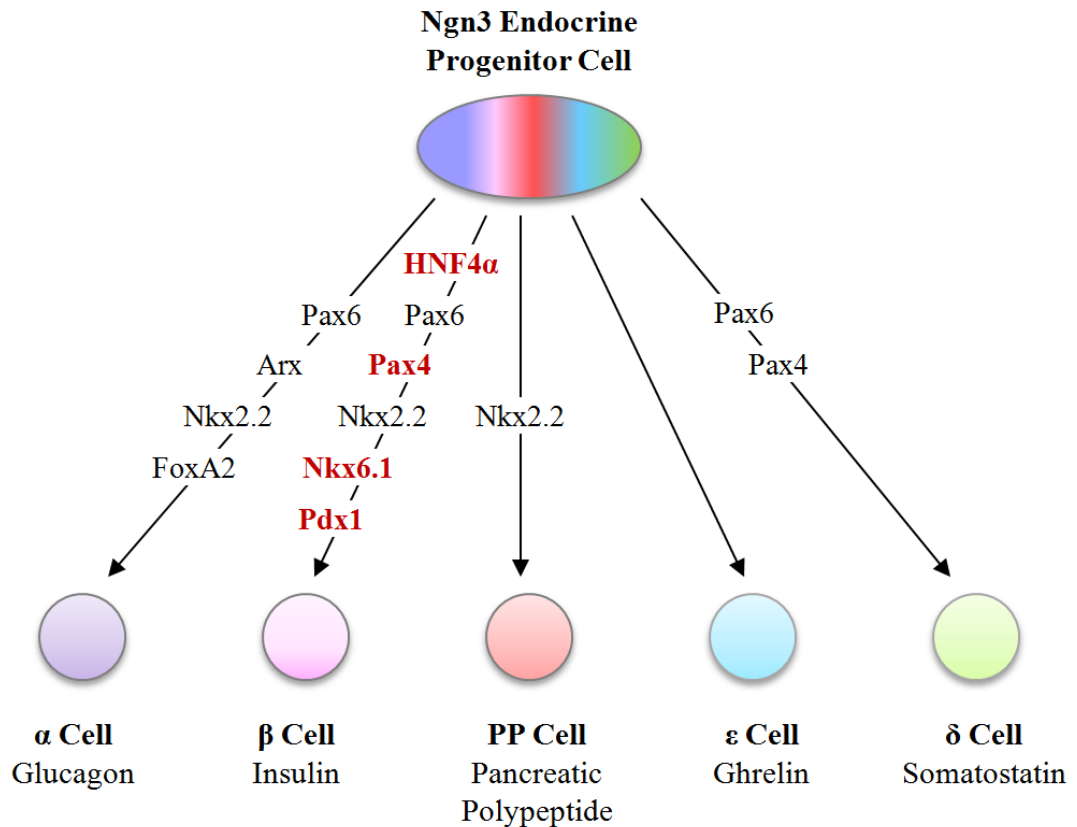 Ngn3 Endocrine
Progenitor Cell
HNF4α
Pax6
Pax6
Pax6
Arx
Pax4
Pax4
Nkx2.2
Nkx2.2
Nkx2.2
FoxA2
Nkx6.1
Pdx1
α Cell
Glucagon
β Cell
Insulin
PP Cell
Pancreatic
Polypeptide
ε Cell
Ghrelin
δ Cell
Somatostatin